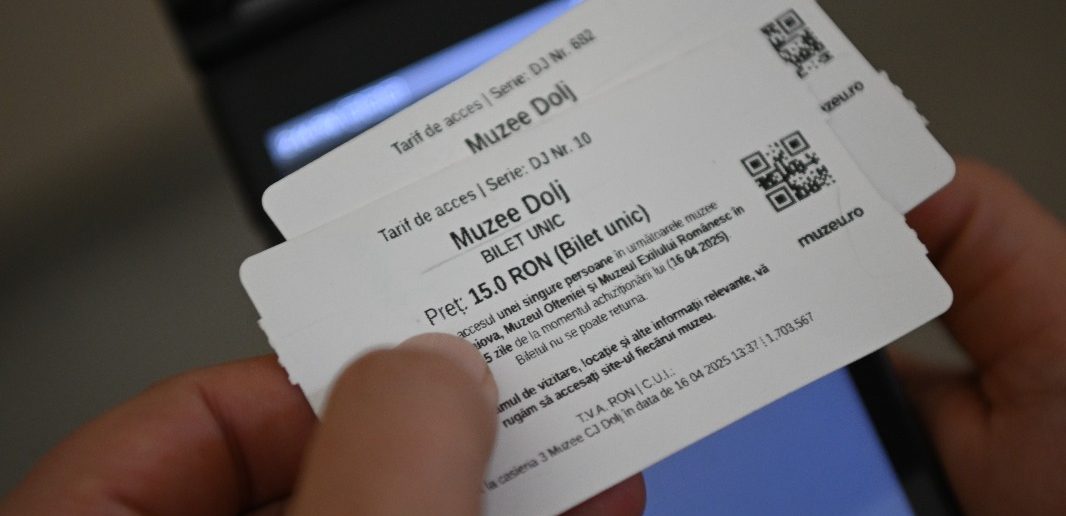 Tarif de acces | Serie: DJ Nr. 682
Muzee Dolj
muzeu.ro
Tarif de acces | Serie: DJ Nr. 10
Muzee Dolj
BILET UNIC
Preț: 15.0 RON (Bilet unic)
accesul unei singure persoane în următoarele muzee
Muzeul Olteniei și Muzeul Exilului Românesc în
5 zile de la momentul achiziționării lui (16 04 2025).
Biletul nu se poate returna.
de vizitare, locație și alte informații relevante, vă
rugăm să accesați site-ul fiecărui muzeu.
T.V.A. RON | C.U.I.:
la casieria 3 Muzee CJ Dolj în data de 16 04 2025 13:37 | 1,703,567
muzeu.ro